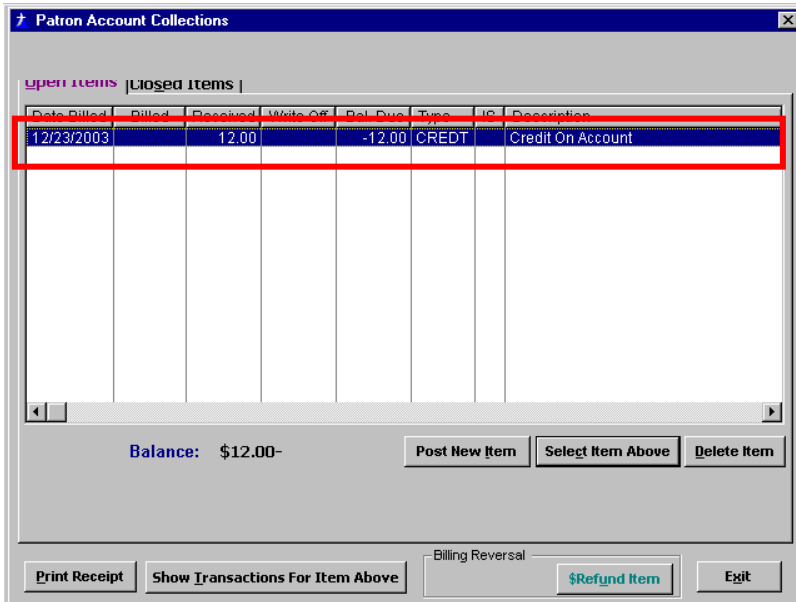 Patron Account Collections
Open Items Closed Items
Date Billed Billed Received Write Off Bal. Due Type IS Description
12/23/2003 12.00 -12.00 CREDT Credit On Account
Balance: $12.00-
Post New Item Select Item Above Delete Item
Billing Reversal
Print Receipt Show Transactions For Item Above $Refund Item Exit